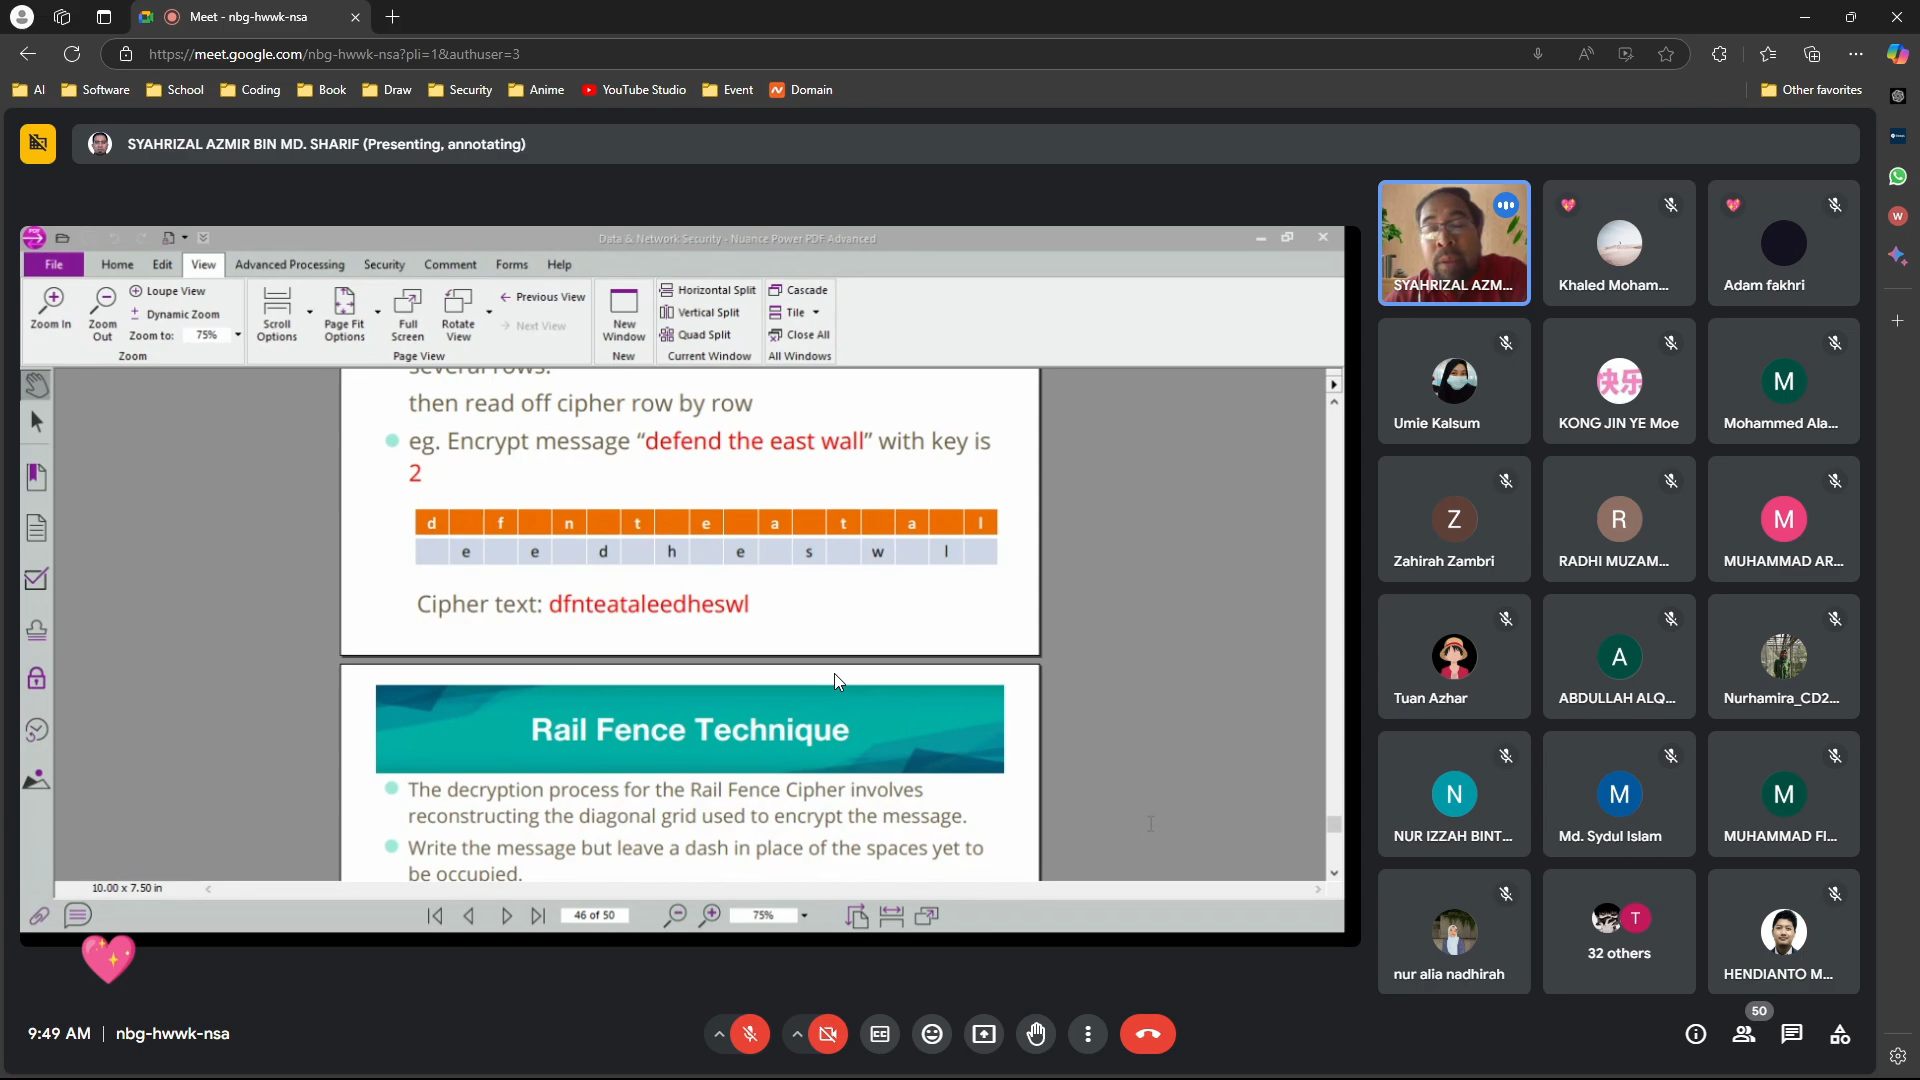 Meet - nbg-hwwk-nsa
https://meet.google.com/nbg-hwwk-nsa?pli=1&authuser=3
AI Software School Coding Book Draw Security Anime YouTube Studio Event Domain Other favorites
SYAHRIZAL AZMIR BIN MD. SHARIF (Presenting, annotating)
Data & Network Security - Nuance Power PDF Advanced
File Home Edit View Advanced Processing Security Comment Forms Help
Zoom In
Zoom Out
Loupe View
Dynamic Zoom
Zoom to: 75%
Zoom
Scroll Options
Page Fit Options
Full Screen
Rotate View
Previous View
Next View
Page View
New Window
New
Horizontal Split
Vertical Split
Quad Split
Current Window
Cascade
Tile
Close All
All Windows
several rows.
then read off cipher row by row
eg. Encrypt message “defend the east wall” with key is
2
d f n t e a t a l
e e d h e s w l
Cipher text: dfnteataleedheswl
Rail Fence Technique
The decryption process for the Rail Fence Cipher involves
reconstructing the diagonal grid used to encrypt the message.
Write the message but leave a dash in place of the spaces yet to
be occupied.
10.00 x 7.50 in
46 of 50
75%
SYAHRIZAL AZM...
Khaled Moham...
Adam fakhri
Umie Kalsum
快乐
KONG JIN YE Moe
M
Mohammed Ala...
Z
Zahirah Zambri
R
RADHI MUZAM...
M
MUHAMMAD AR...
Tuan Azhar
A
ABDULLAH ALQ...
Nurhamira_CD2...
N
NUR IZZAH BINT...
M
Md. Sydul Islam
M
MUHAMMAD FI...
nur alia nadhirah
T
32 others
HENDIANTO M...
9:49 AM | nbg-hwwk-nsa
50